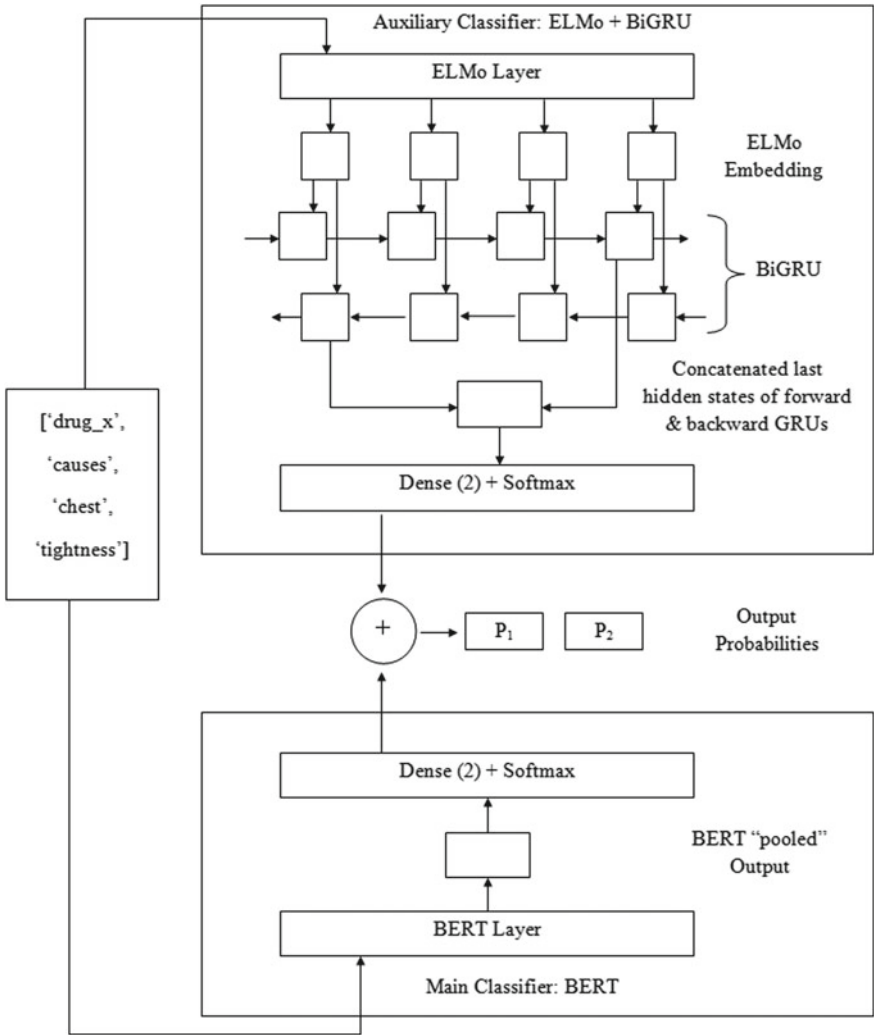 Auxiliary Classifier: ELMo + BiGRU
ELMo Layer
ELMo
Embedding
BiGRU
Concatenated last
hidden states of forward
& backward GRUs
Dense (2) + Softmax
[‘drug_x’,
‘causes’,
‘chest’,
‘tightness’]
+
P₁
P₂
Output
Probabilities
Dense (2) + Softmax
BERT “pooled”
Output
BERT Layer
Main Classifier: BERT